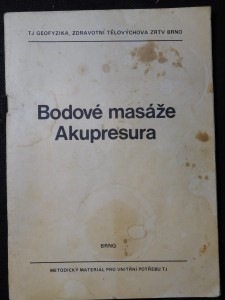 TJ GEOFYZIKA, ZDRAVOTNÍ TĚLOVÝCHOVA ZRTV BRNO
Bodové masáže
Akupresura
BRNO
METODICKÝ MATERIÁL PRO VNITŘNÍ POTŘEBU TJ